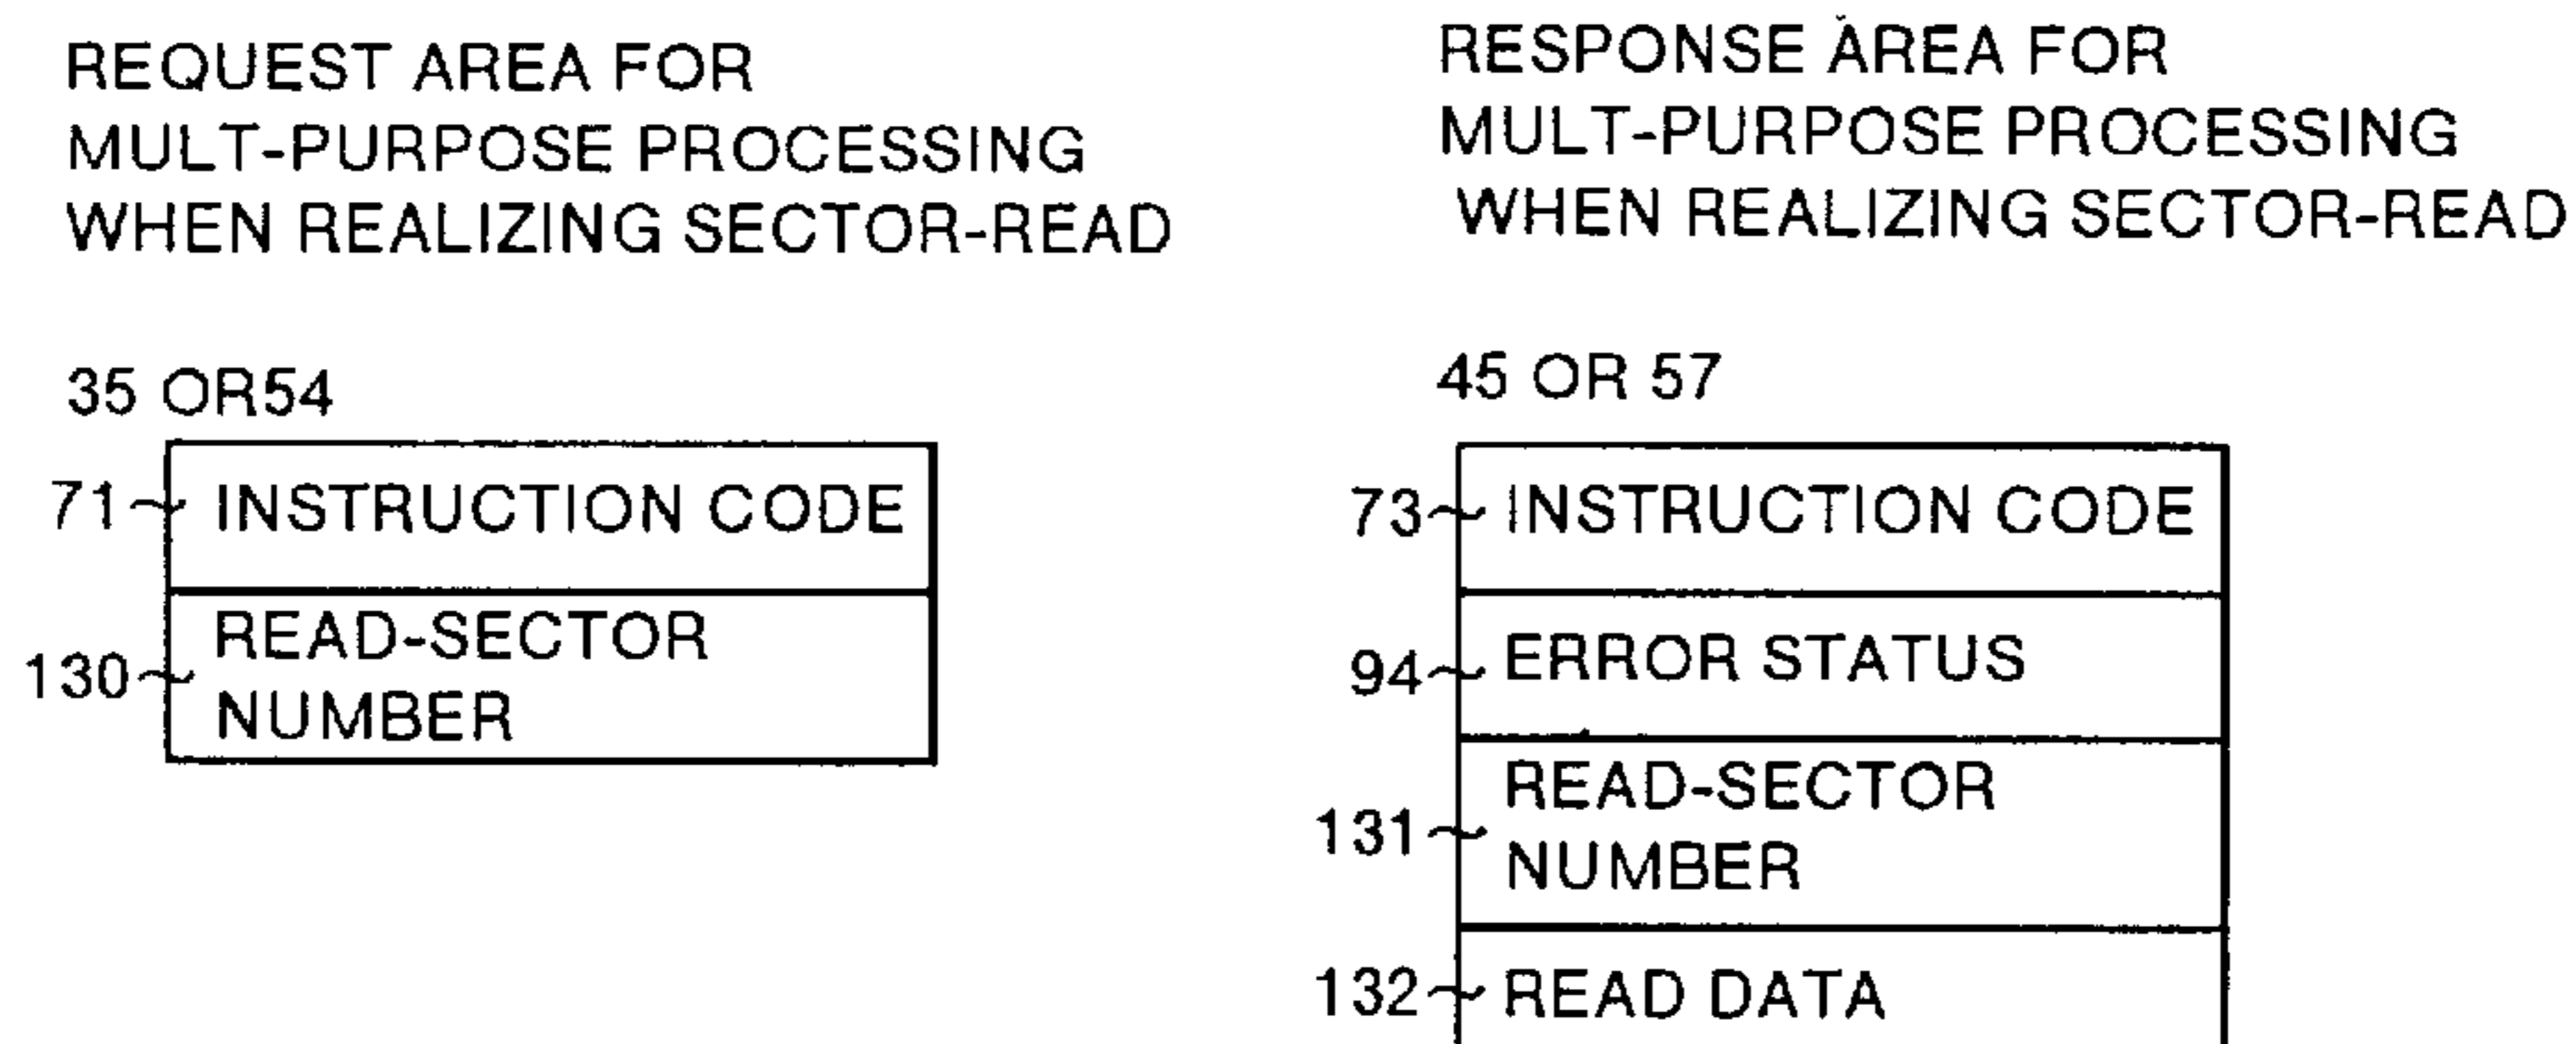 REQUEST AREA FOR
MULT-PURPOSE PROCESSING
WHEN REALIZING SECTOR-READ
35 OR54
71 INSTRUCTION CODE
130 READ-SECTOR
NUMBER
RESPONSE AREA FOR
MULT-PURPOSE PROCESSING
WHEN REALIZING SECTOR-READ
45 OR 57
73 INSTRUCTION CODE
94 ERROR STATUS
131 READ-SECTOR
NUMBER
132 READ DATA